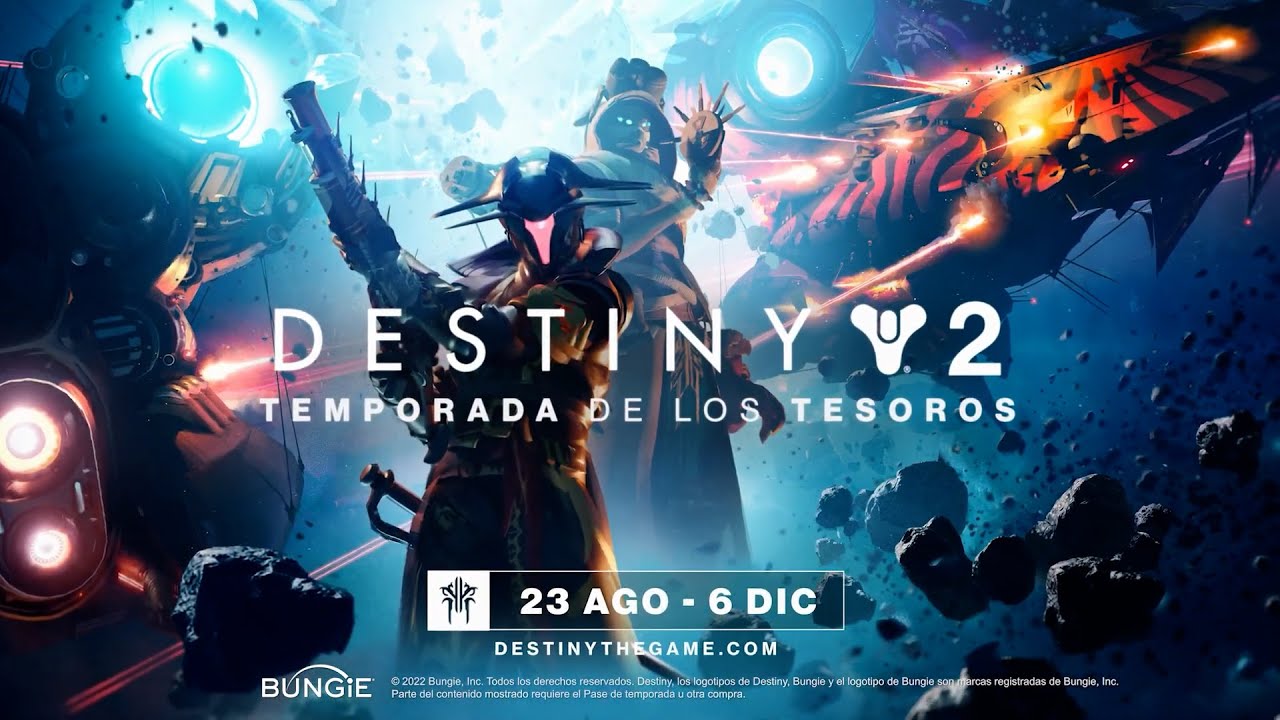 DESTINY 2
TEMPORADA DE LOS TESOROS
23 AGO - 6 DIC
DESTINYTHEGAME.COM
BUNGiE
© 2022 Bungie, Inc. Todos los derechos reservados. Destiny, los logotipos de Destiny, Bungie y el logotipo de Bungie son marcas registradas de Bungie, Inc.
Parte del contenido mostrado requiere el Pase de temporada u otra compra.